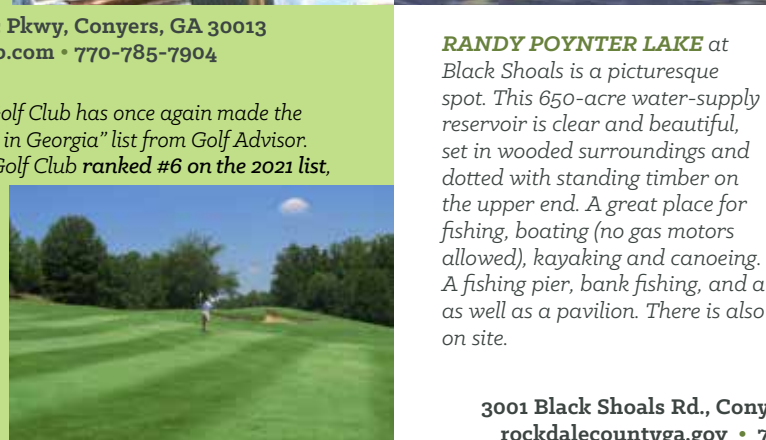 Pkwy, Conyers, GA 30013
.com • 770-785-7904
Golf Club has once again made the
in Georgia” list from Golf Advisor.
Golf Club ranked #6 on the 2021 list,
RANDY POYNTER LAKE at
Black Shoals is a picturesque
spot. This 650-acre water-supply
reservoir is clear and beautiful,
set in wooded surroundings and
dotted with standing timber on
the upper end. A great place for
fishing, boating (no gas motors
allowed), kayaking and canoeing.
A fishing pier, bank fishing, and a
as well as a pavilion. There is also
on site.
3001 Black Shoals Rd., Cony
rockdalecountyga.gov • 7